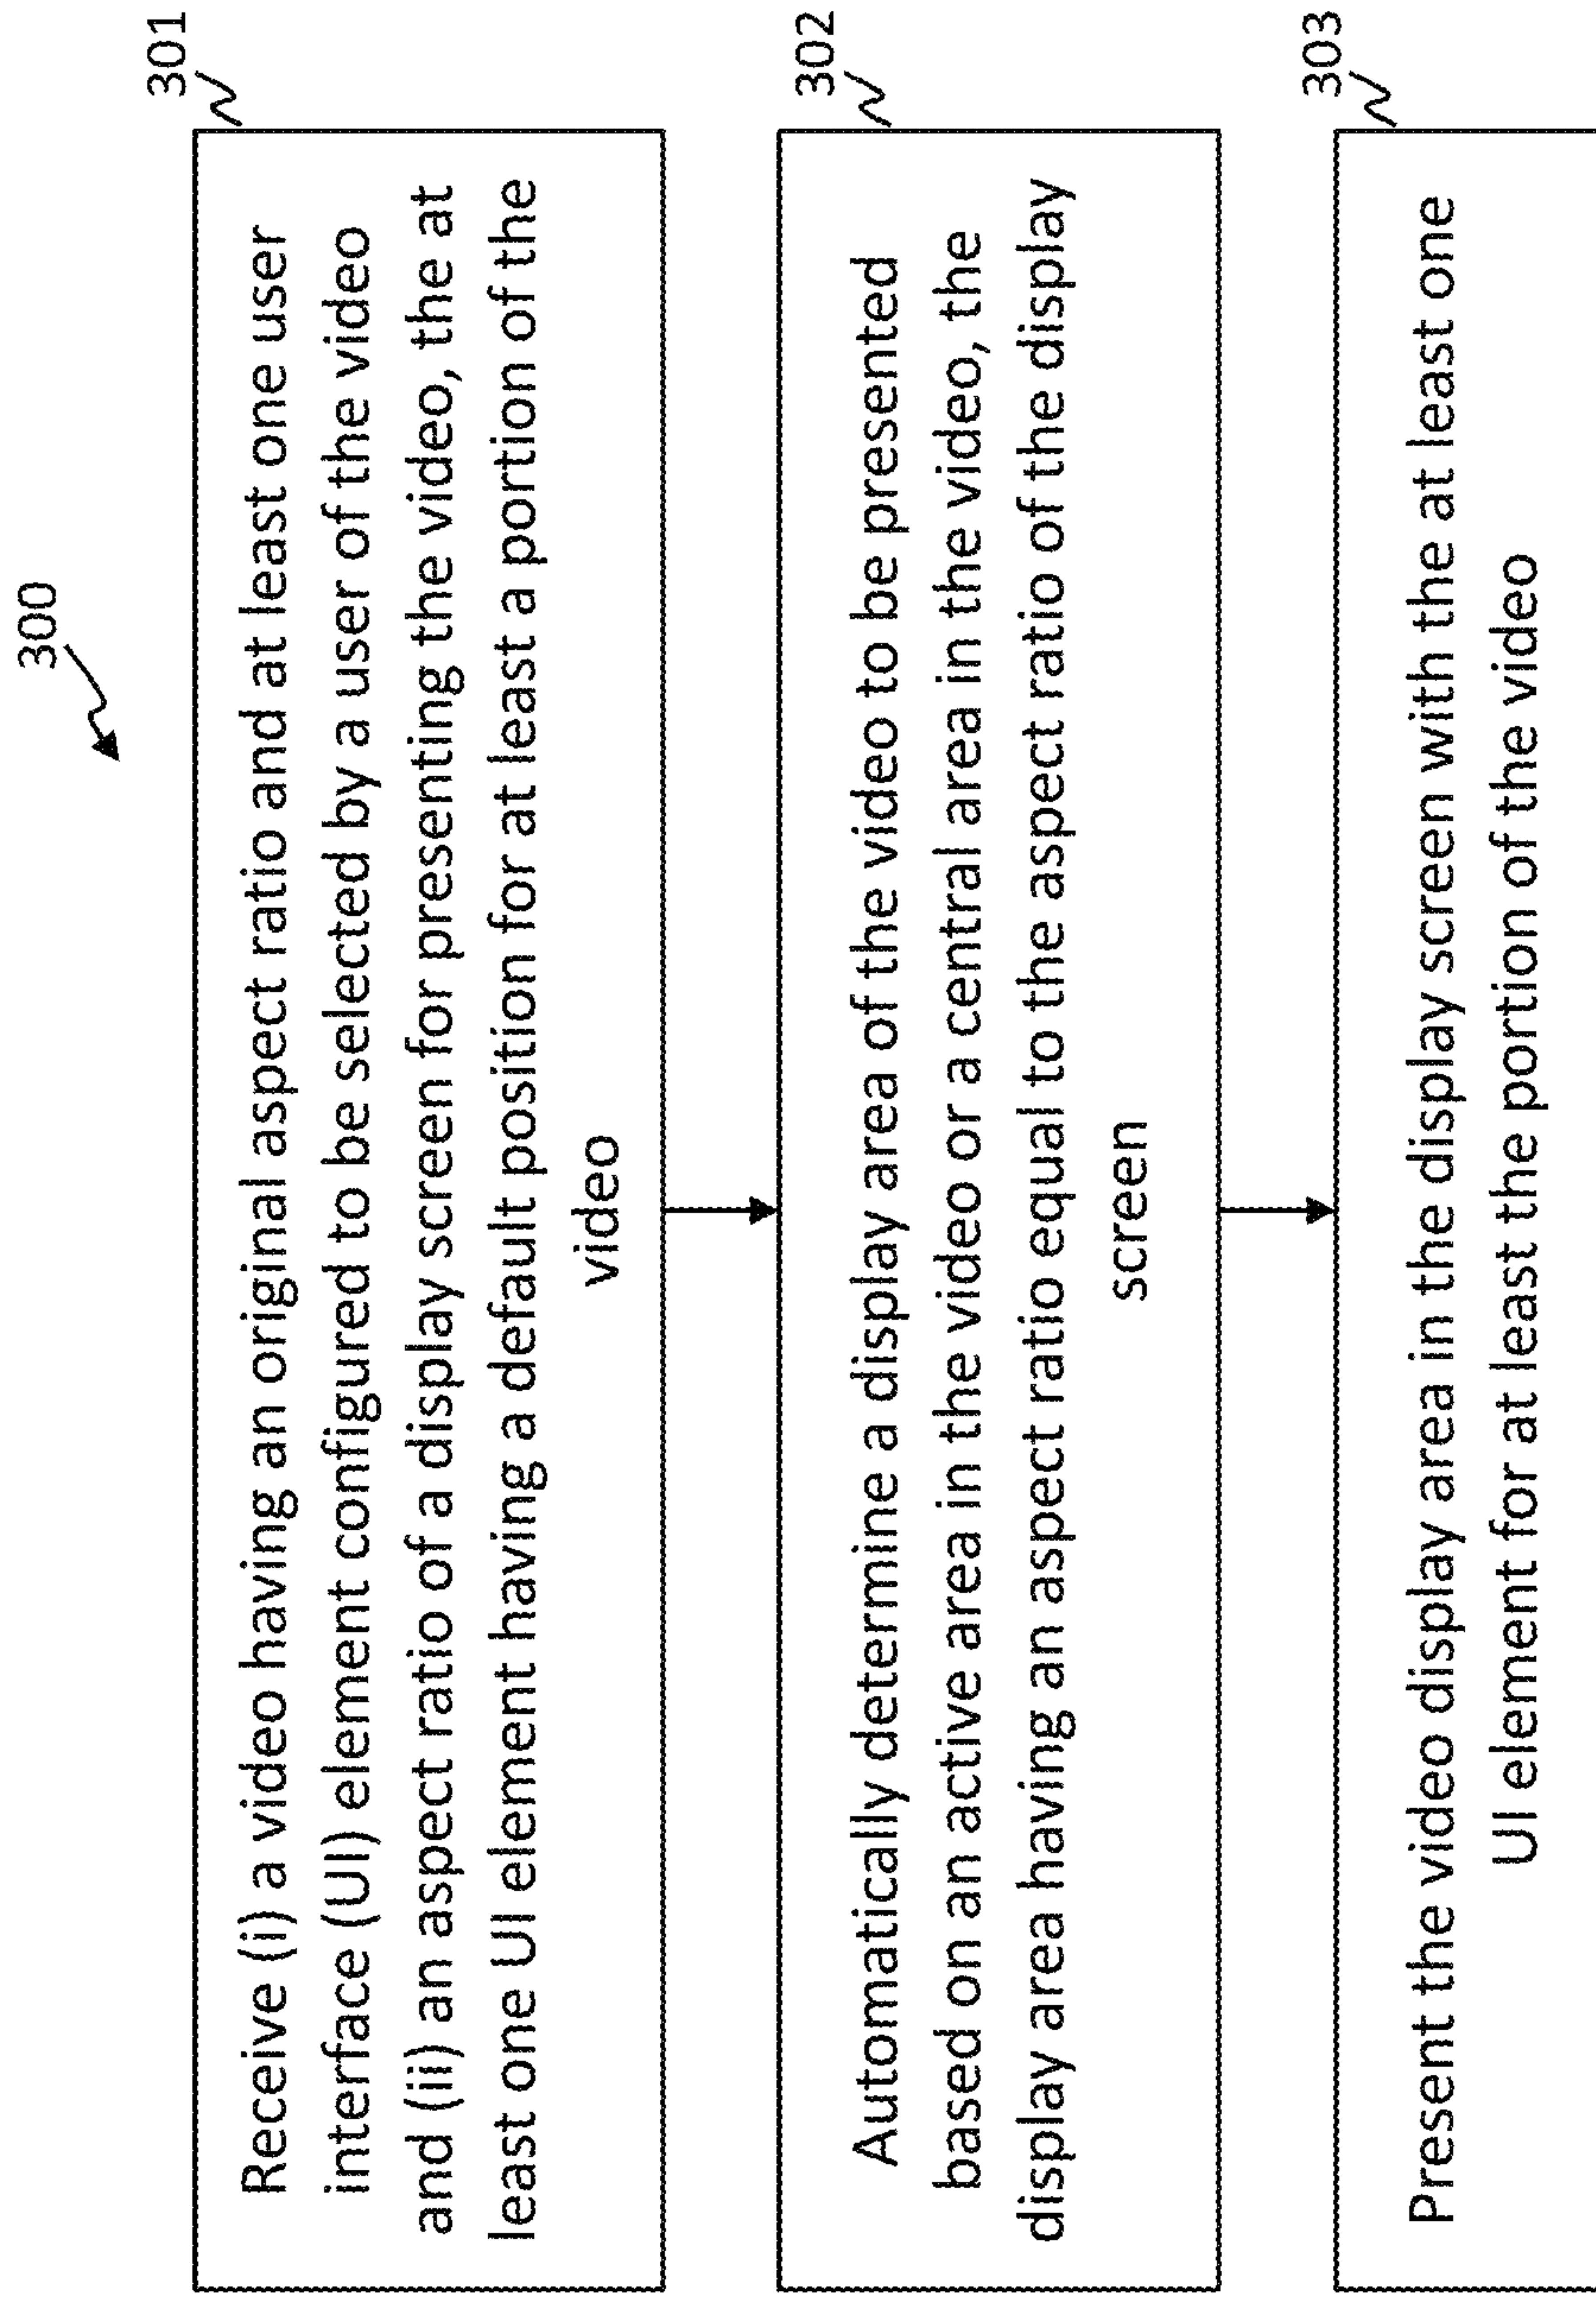 300
301
Receive (i) a video having an original aspect ratio and at least one user
interface (UI) element configured to be selected by a user of the video
and (ii) an aspect ratio of a display screen for presenting the video, the at
least one UI element having a default position for at least a portion of the
video
302
Automatically determine a display area of the video to be presented
based on an active area in the video or a central area in the video, the
display area having an aspect ratio equal to the aspect ratio of the display
screen
303
Present the video display area in the display screen with the at least one
UI element for at least the portion of the video